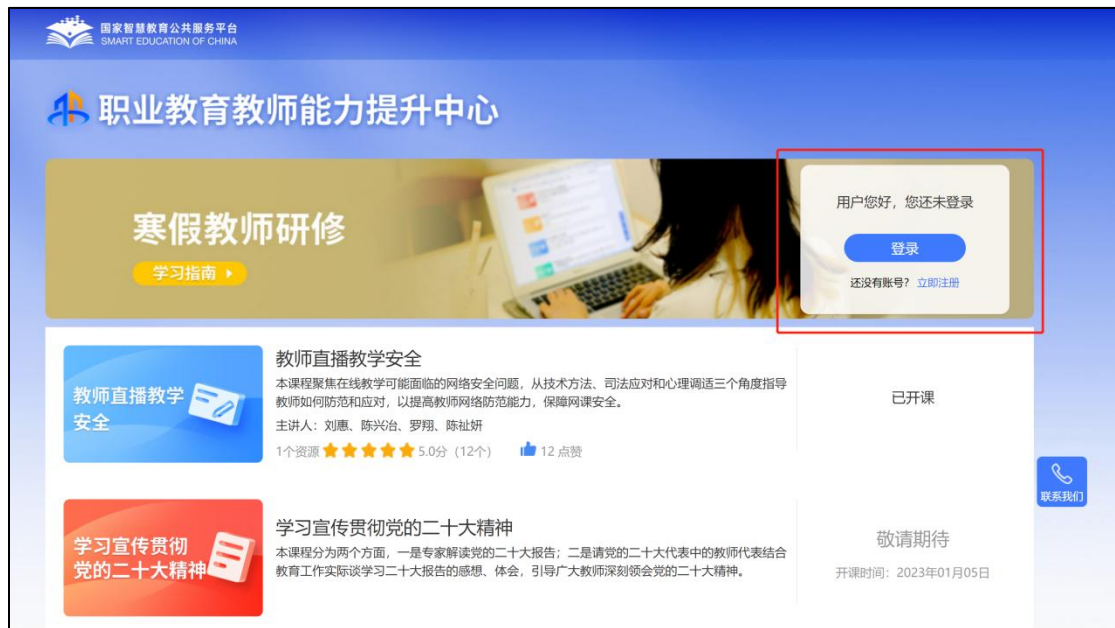 国家智慧教育公共服务平台
SMART EDUCATION OF CHINA
职业教育教师能力提升中心
寒假教师研修
学习指南
用户您好，您还未登录
登录
还没有账号？ 立即注册
教师直播教学
安全
教师直播教学安全
本课程聚焦在线教学可能面临的网络安全问题，从技术方法、司法应对和心理调适三个角度指导
教师如何防范和应对，以提高教师网络防范能力，保障网课安全。
主讲人：刘惠、陈兴冶、罗翔、陈祉妍
1个资源 5.0分（12个） 12 点赞
已开课
联系我们
学习宣传贯彻
党的二十大精神
学习宣传贯彻党的二十大精神
本课程分为两个方面，一是专家解读党的二十大报告；二是请党的二十大代表中的教师代表结合
教育工作实际谈学习二十大报告的感想、体会，引导广大教师深刻领会党的二十大精神。
敬请期待
开课时间：2023年01月05日